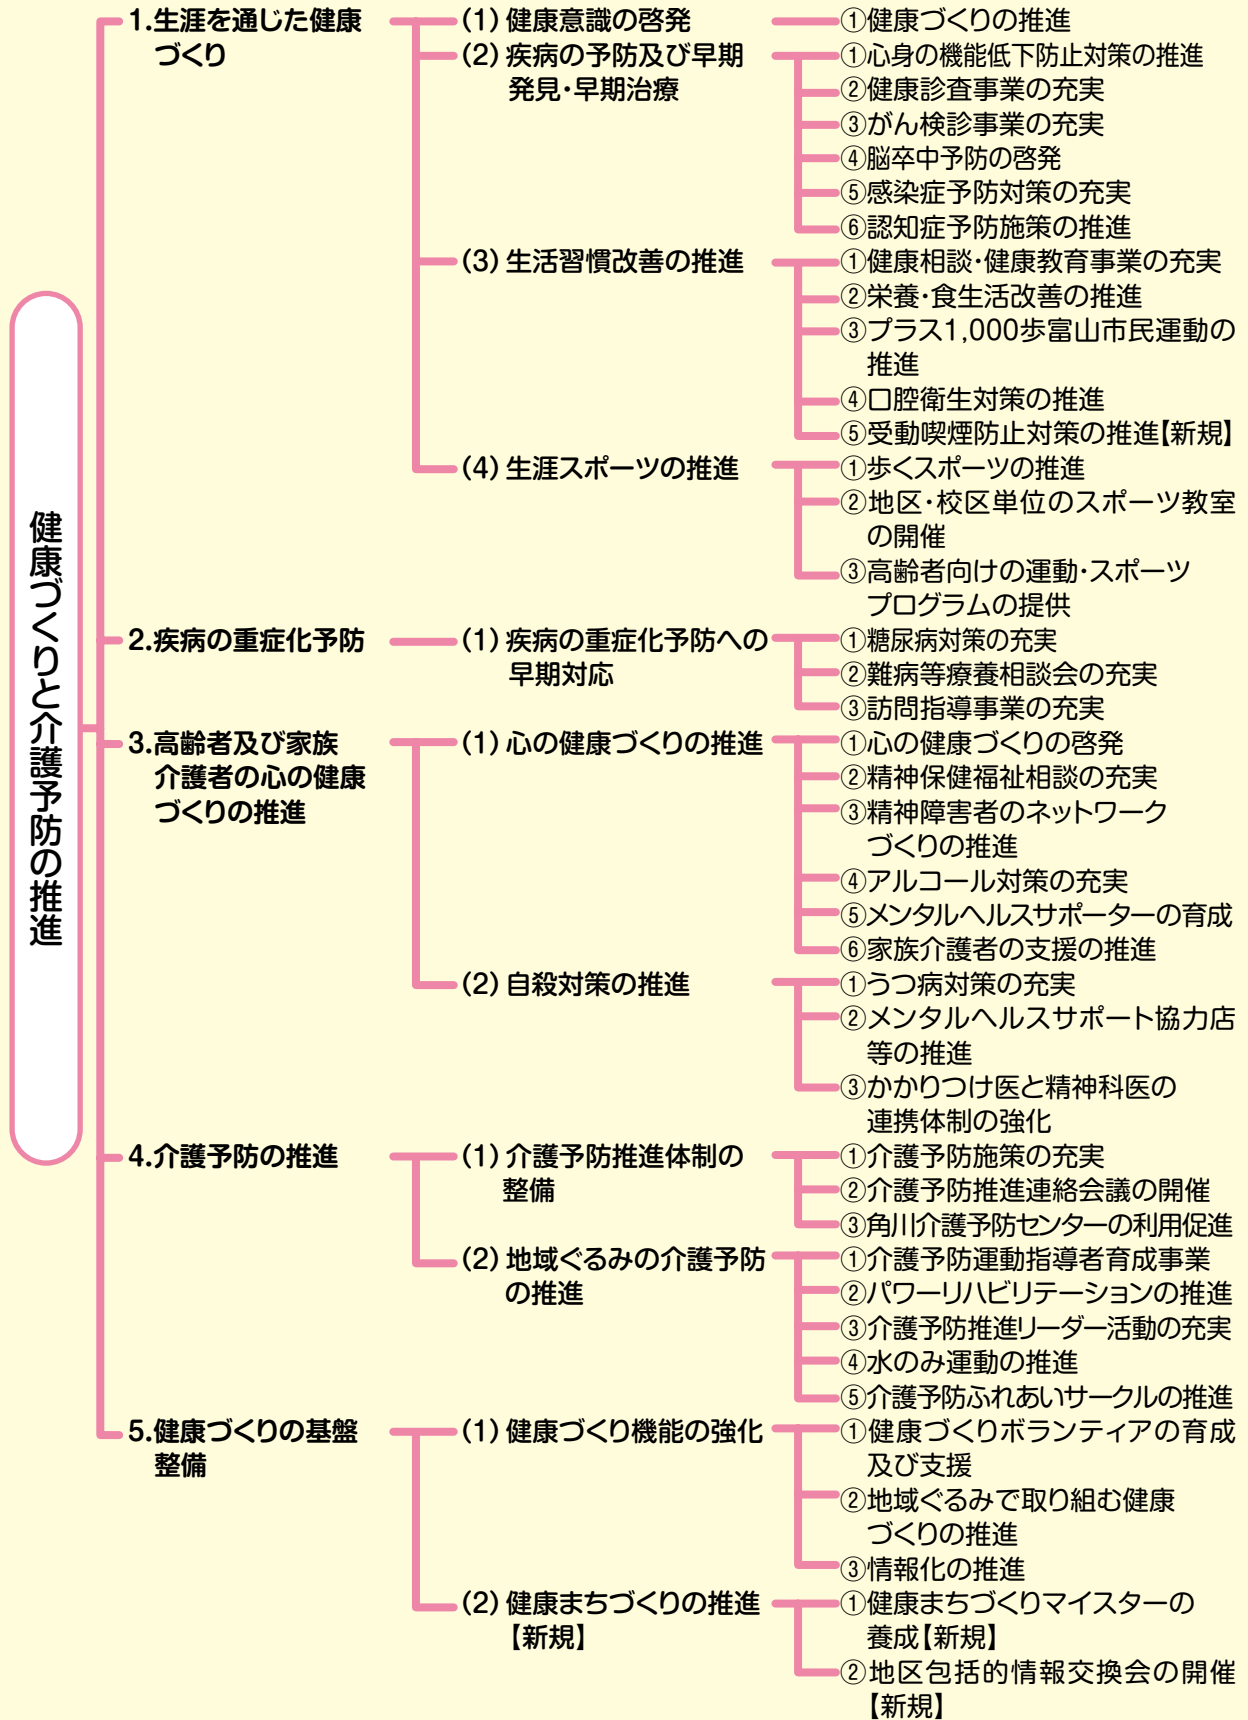 健康づくりと介護予防の推進
1.生涯を通じた健康
づくり
(1) 健康意識の啓発
①健康づくりの推進
(2) 疾病の予防及び早期
発見・早期治療
①心身の機能低下防止対策の推進
②健康診査事業の充実
③がん検診事業の充実
④脳卒中予防の啓発
⑤感染症予防対策の充実
⑥認知症予防施策の推進
(3) 生活習慣改善の推進
①健康相談・健康教育事業の充実
②栄養・食生活改善の推進
③プラス1,000歩富山市民運動の
推進
④口腔衛生対策の推進
⑤受動喫煙防止対策の推進【新規】
(4) 生涯スポーツの推進
①歩くスポーツの推進
②地区・校区単位のスポーツ教室
の開催
③高齢者向けの運動・スポーツ
プログラムの提供
2.疾病の重症化予防
(1) 疾病の重症化予防への
早期対応
①糖尿病対策の充実
②難病等療養相談会の充実
③訪問指導事業の充実
3.高齢者及び家族
介護者の心の健康
づくりの推進
(1) 心の健康づくりの推進
①心の健康づくりの啓発
②精神保健福祉相談の充実
③精神障害者のネットワーク
づくりの推進
④アルコール対策の充実
⑤メンタルヘルスサポーターの育成
⑥家族介護者の支援の推進
(2) 自殺対策の推進
①うつ病対策の充実
②メンタルヘルスサポート協力店
等の推進
③かかりつけ医と精神科医の
連携体制の強化
4.介護予防の推進
(1) 介護予防推進体制の
整備
①介護予防施策の充実
②介護予防推進連絡会議の開催
③角川介護予防センターの利用促進
(2) 地域ぐるみの介護予防
の推進
①介護予防運動指導者育成事業
②パワーリハビリテーションの推進
③介護予防推進リーダー活動の充実
④水のみ運動の推進
⑤介護予防ふれあいサークルの推進
5.健康づくりの基盤
整備
(1) 健康づくり機能の強化
①健康づくりボランティアの育成
及び支援
②地域ぐるみで取り組む健康
づくりの推進
③情報化の推進
(2) 健康まちづくりの推進
【新規】
①健康まちづくりマイスターの
養成【新規】
②地区包括的情報交換会の開催
【新規】